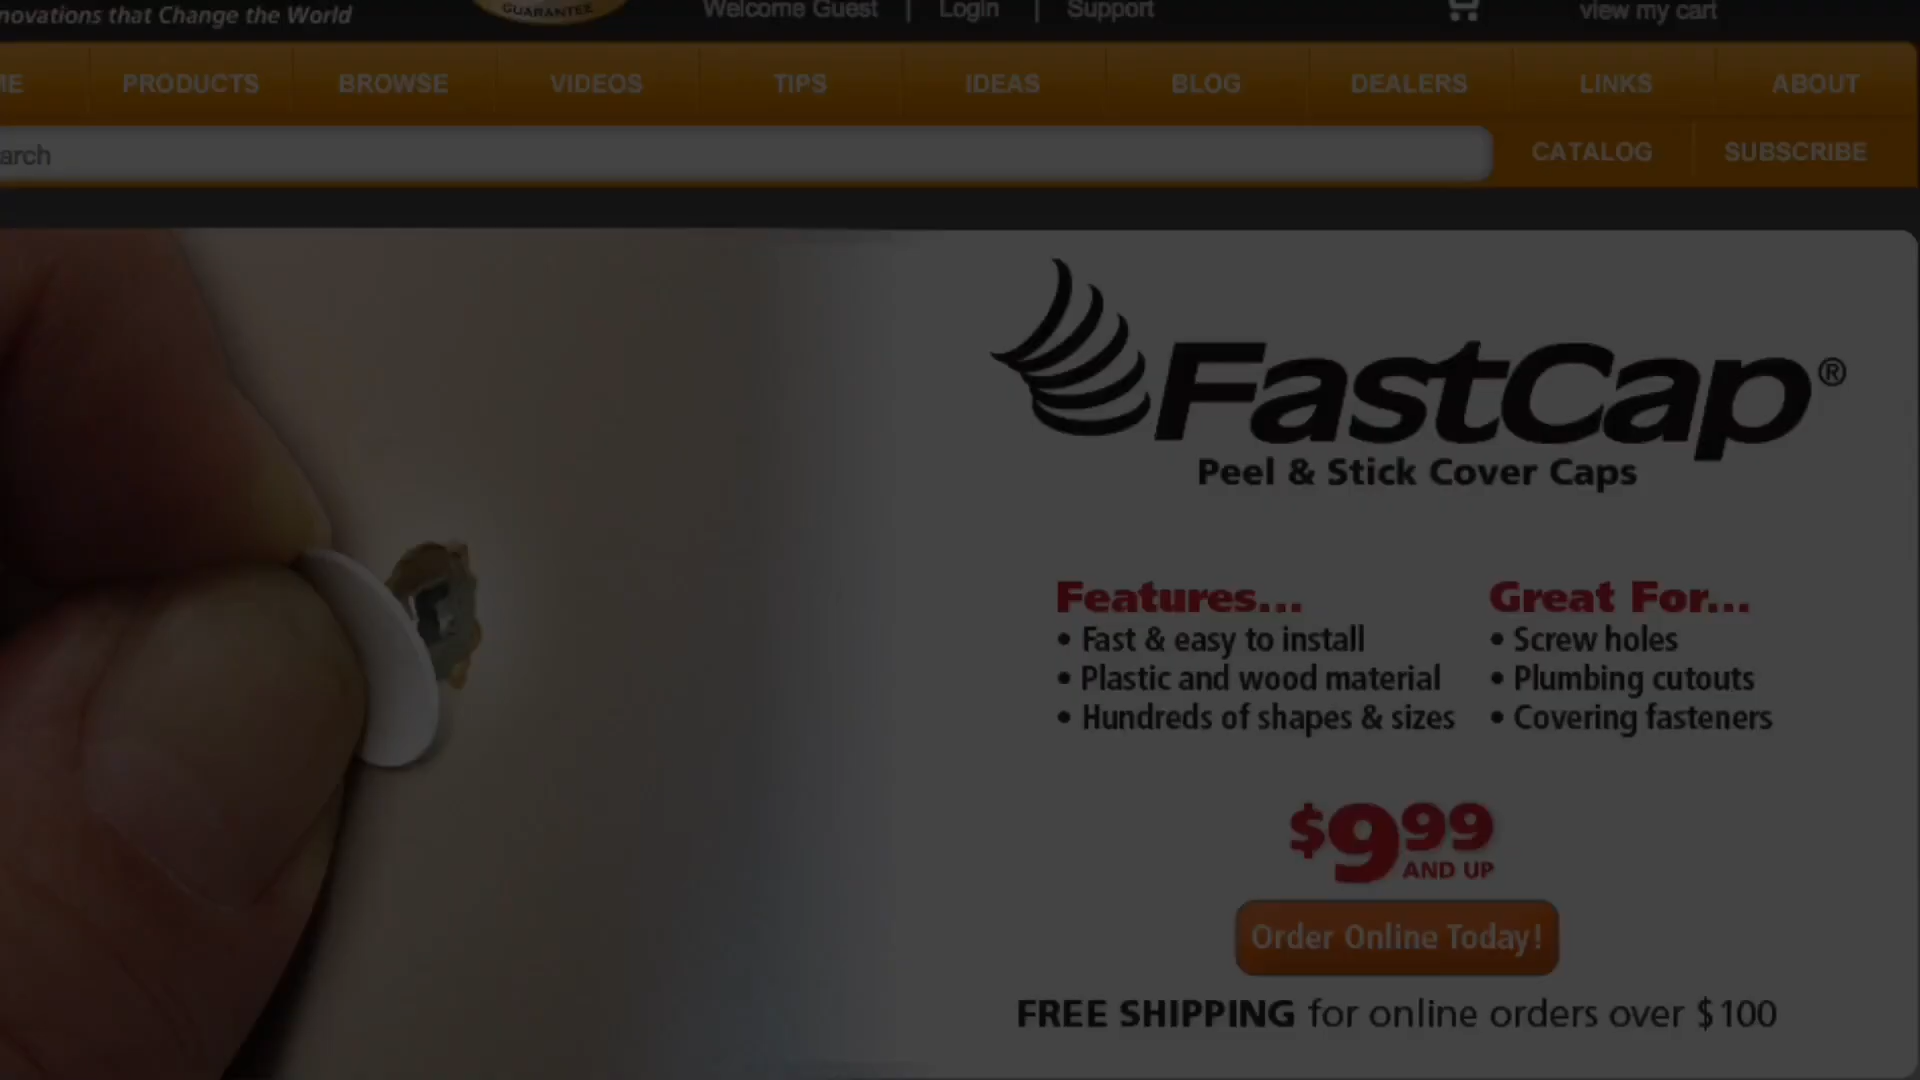 novations that Change the World
GUARANTEE
Welcome Guest | Login | Support
view my cart
ME PRODUCTS BROWSE VIDEOS TIPS IDEAS BLOG DEALERS LINKS ABOUT
arch
CATALOG SUBSCRIBE
FastCap®
Peel & Stick Cover Caps
Features...
• Fast & easy to install
• Plastic and wood material
• Hundreds of shapes & sizes
Great For...
• Screw holes
• Plumbing cutouts
• Covering fasteners
$9.99
AND UP
Order Online Today!
FREE SHIPPING for online orders over $100